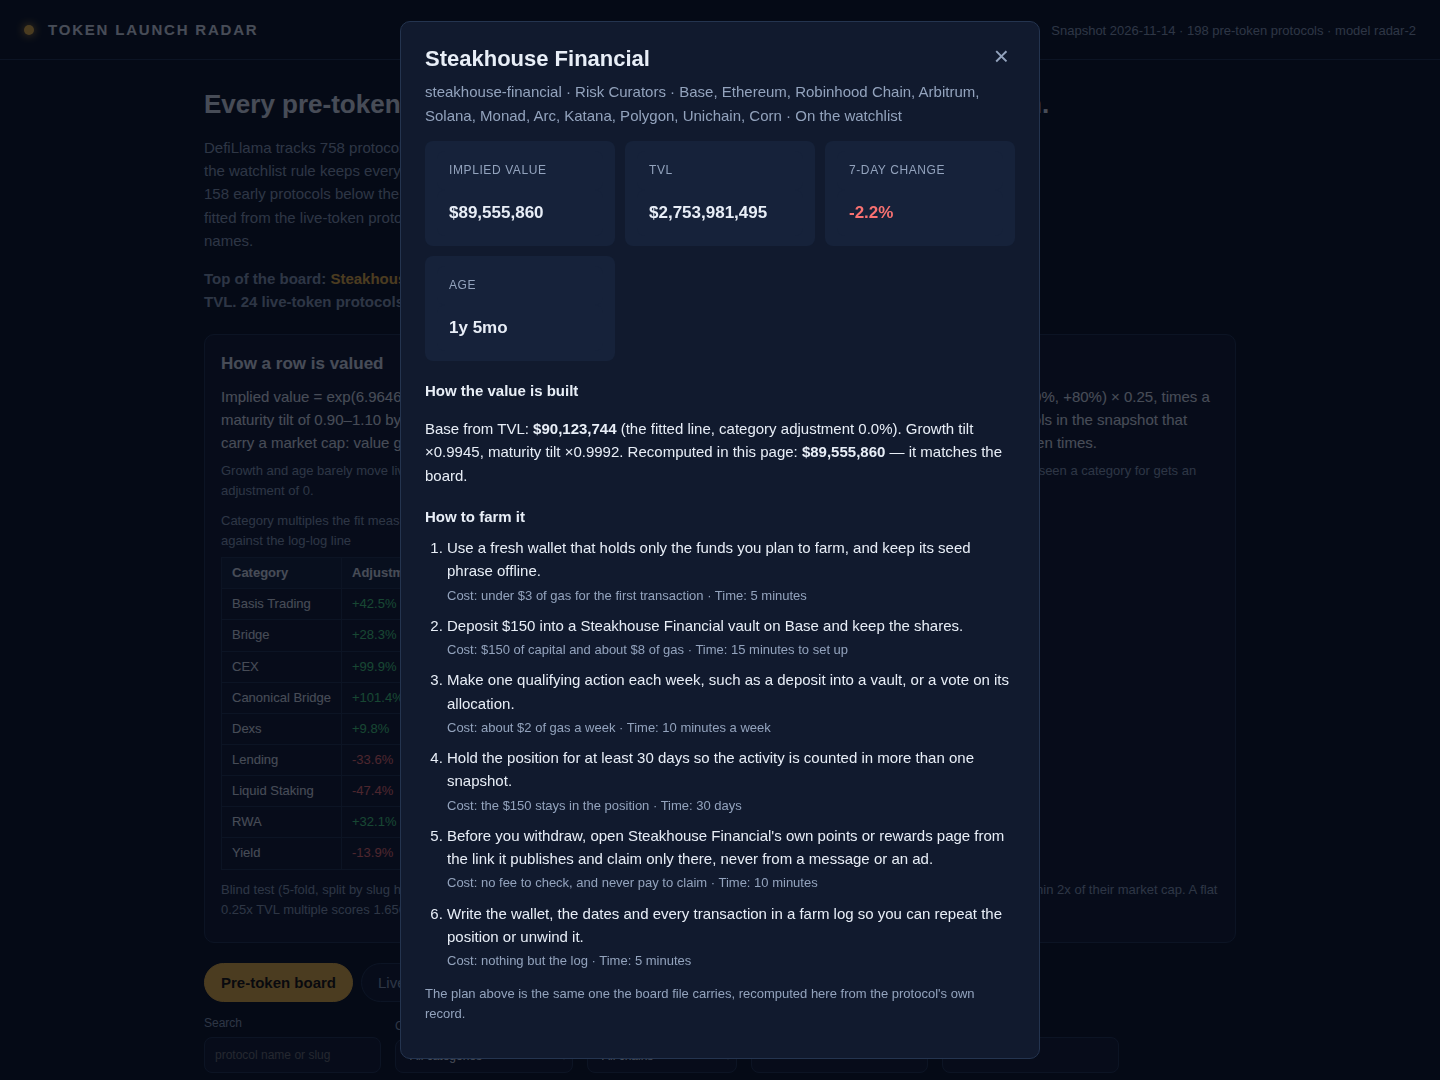 TOKEN LAUNCH RADAR
Snapshot 2026-11-14 · 198 pre-token protocols · model radar-2
Every pre-token
DefiLlama tracks 758
the watchlist rule keeps every
158 early protocols below the
fitted from the live-token
names.
Top of the board:
TVL. 24 live-token protocols
How a row is valued
Implied value = exp(6.9646
+80%) × 0.25, times a
maturity tilt of 0.90–1.10 by
in the snapshot that
carry a market cap: value
times.
Growth and age barely move
seen a category for gets an
adjustment of 0.
Category multiples the fit
against the log-log line
Category
Basis Trading +42.5%
Bridge +28.3%
CEX +99.9%
Canonical Bridge +101.4%
Dexs +9.8%
Lending -33.6%
Liquid Staking -47.4%
RWA +32.1%
Yield -13.9%
Blind test (5-fold, split by slug
2x of their market cap. A flat
0.25x TVL multiple scores
Pre-token board
Search
protocol name or slug
Steakhouse Financial
×
steakhouse-financial · Risk Curators · Base, Ethereum, Robinhood Chain, Arbitrum,
Solana, Monad, Arc, Katana, Polygon, Unichain, Corn · On the watchlist
IMPLIED VALUE
$89,555,860
TVL
$2,753,981,495
7-DAY CHANGE
-2.2%
AGE
1y 5mo
How the value is built
Base from TVL: $90,123,744 (the fitted line, category adjustment 0.0%). Growth tilt
×0.9945, maturity tilt ×0.9992. Recomputed in this page: $89,555,860 — it matches the
board.
How to farm it
1. Use a fresh wallet that holds only the funds you plan to farm, and keep its seed
phrase offline.
Cost: under $3 of gas for the first transaction · Time: 5 minutes
2. Deposit $150 into a Steakhouse Financial vault on Base and keep the shares.
Cost: $150 of capital and about $8 of gas · Time: 15 minutes to set up
3. Make one qualifying action each week, such as a deposit into a vault, or a vote on its
allocation.
Cost: about $2 of gas a week · Time: 10 minutes a week
4. Hold the position for at least 30 days so the activity is counted in more than one
snapshot.
Cost: the $150 stays in the position · Time: 30 days
5. Before you withdraw, open Steakhouse Financial's own points or rewards page from
the link it publishes and claim only there, never from a message or an ad.
Cost: no fee to check, and never pay to claim · Time: 10 minutes
6. Write the wallet, the dates and every transaction in a farm log so you can repeat the
position or unwind it.
Cost: nothing but the log · Time: 5 minutes
The plan above is the same one the board file carries, recomputed here from the protocol's own
record.